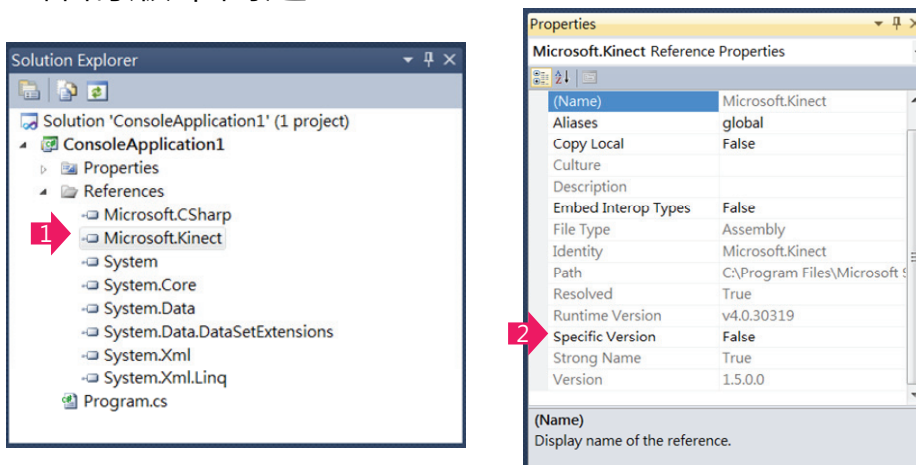 Solution Explorer
Solution 'ConsoleApplication1' (1 project)
ConsoleApplication1
Properties
References
Microsoft.CSharp
1
Microsoft.Kinect
System
System.Core
System.Data
System.Data.DataSetExtensions
System.Xml
System.Xml.Linq
Program.cs
Properties
Microsoft.Kinect Reference Properties
(Name) Microsoft.Kinect
Aliases global
Copy Local False
Culture
Description
Embed Interop Types False
File Type Assembly
Identity Microsoft.Kinect
Path C:\Program Files\Microsoft
Resolved True
Runtime Version v4.0.30319
2
Specific Version False
Strong Name True
Version 1.5.0.0
(Name)
Display name of the reference.